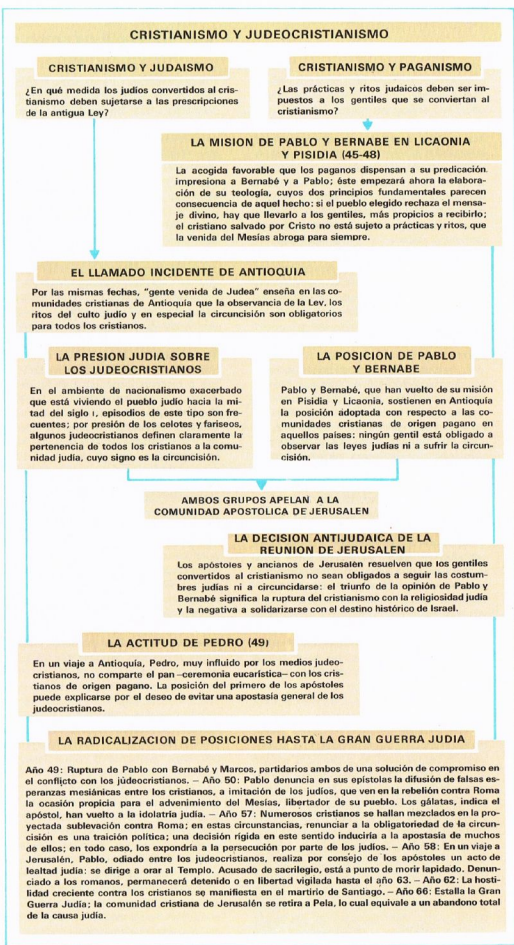 CRISTIANISMO Y JUDEOCRISTIANISMO
CRISTIANISMO Y JUDAISMO
¿En qué medida los judíos convertidos al cris-
tianismo deben sujetarse a las prescripciones
de la antigua Ley?
CRISTIANISMO Y PAGANISMO
¿Las prácticas y ritos judaicos deben ser im-
puestos a los gentiles que se conviertan al
cristianismo?
LA MISION DE PABLO Y BERNABE EN LICAONIA
Y PISIDIA (45-48)
La acogida favorable que los paganos dispensan a su predicación
impresiona a Bernabé y a Pablo; éste empezará ahora la elabora-
ción de su teología, cuyos dos principios fundamentales parecen
consecuencia de aquel hecho: si el pueblo elegido rechaza el mensa-
je divino, hay que llevarlo a los gentiles, más propicios a recibirlo;
el cristiano salvado por Cristo no está sujeto a prácticas y ritos, que
la venida del Mesías abroga para siempre.
EL LLAMADO INCIDENTE DE ANTIOQUIA
Por las mismas fechas, "gente venida de Judea" enseña en las co-
munidades cristianas de Antioquía que la observancia de la Ley, los
ritos del culto judío y en especial la circuncisión son obligatorios
para todos los cristianos.
LA PRESION JUDIA SOBRE
LOS JUDEOCRISTIANOS
En el ambiente de nacionalismo exacerbado
que está viviendo el pueblo judío hacia la mi-
tad del siglo I, episodios de este tipo son fre-
cuentes; por presión de los celotes y fariseos,
algunos judeocristianos definen claramente la
pertenencia de todos los cristianos a la comu-
nidad judía, cuyo signo es la circuncisión.
LA POSICION DE PABLO
Y BERNABE
Pablo y Bernabé, que han vuelto de su misión
en Pisidia y Licaonia, sostienen en Antioquía
la posición adoptada con respecto a las co-
munidades cristianas de origen pagano en
aquellos países: ningún gentil está obligado a
observar las leyes judías ni a sufrir la circun-
cisión.
AMBOS GRUPOS APELAN A LA
COMUNIDAD APOSTOLICA DE JERUSALEN
LA DECISION ANTIJUDAICA DE LA
REUNION DE JERUSALEN
Los apóstoles y ancianos de Jerusalén resuelven que los gentiles
convertidos al cristianismo no sean obligados a seguir las costum-
bres judías ni a circuncidarse: el triunfo de la opinión de Pablo y
Bernabé significa la ruptura del cristianismo con la religiosidad judía
y la negativa a solidarizarse con el destino histórico de Israel.
LA ACTITUD DE PEDRO (49)
En un viaje a Antioquía, Pedro, muy influido por los medios judeo-
cristianos, no comparte el pan –ceremonia eucarística– con los cris-
tianos de origen pagano. La posición del primero de los apóstoles
puede explicarse por el deseo de evitar una apostasía general de los
judeocristianos.
LA RADICALIZACION DE POSICIONES HASTA LA GRAN GUERRA JUDIA
Año 49: Ruptura de Pablo con Bernabé y Marcos, partidarios ambos de una solución de compromiso en
el conflicto con los judeocristianos. – Año 50: Pablo denuncia en sus epístolas la difusión de falsas es-
peranzas mesiánicas entre los cristianos, a imitación de los judíos, que ven en la rebelión contra Roma
la ocasión propicia para el advenimiento del Mesías, libertador de su pueblo. Los gálatas, indica el
apóstol, han vuelto a la idolatría judía. – Año 57: Numerosos cristianos se hallan mezclados en la pro-
yectada sublevación contra Roma; en estas circunstancias, renunciar a la obligatoriedad de la circun-
cisión es una traición política; una decisión rígida en este sentido induciría a la apostasía de muchos
de ellos; en todo caso, los expondría a la persecución por parte de los judíos. – Año 58: En un viaje a
Jerusalén, Pablo, odiado entre los judeocristianos, realiza por consejo de los apóstoles un acto de
lealtad judía: se dirige a orar al Templo. Acusado de sacrilegio, está a punto de morir lapidado. Denun-
ciado a los romanos, permanecerá detenido o en libertad vigilada hasta el año 63. – Año 62: La hosti-
lidad creciente contra los cristianos se manifiesta en el martirio de Santiago. – Año 66: Estalla la Gran
Guerra Judía; la comunidad cristiana de Jerusalén se retira a Pela, lo cual equivale a un abandono total
de la causa judía.